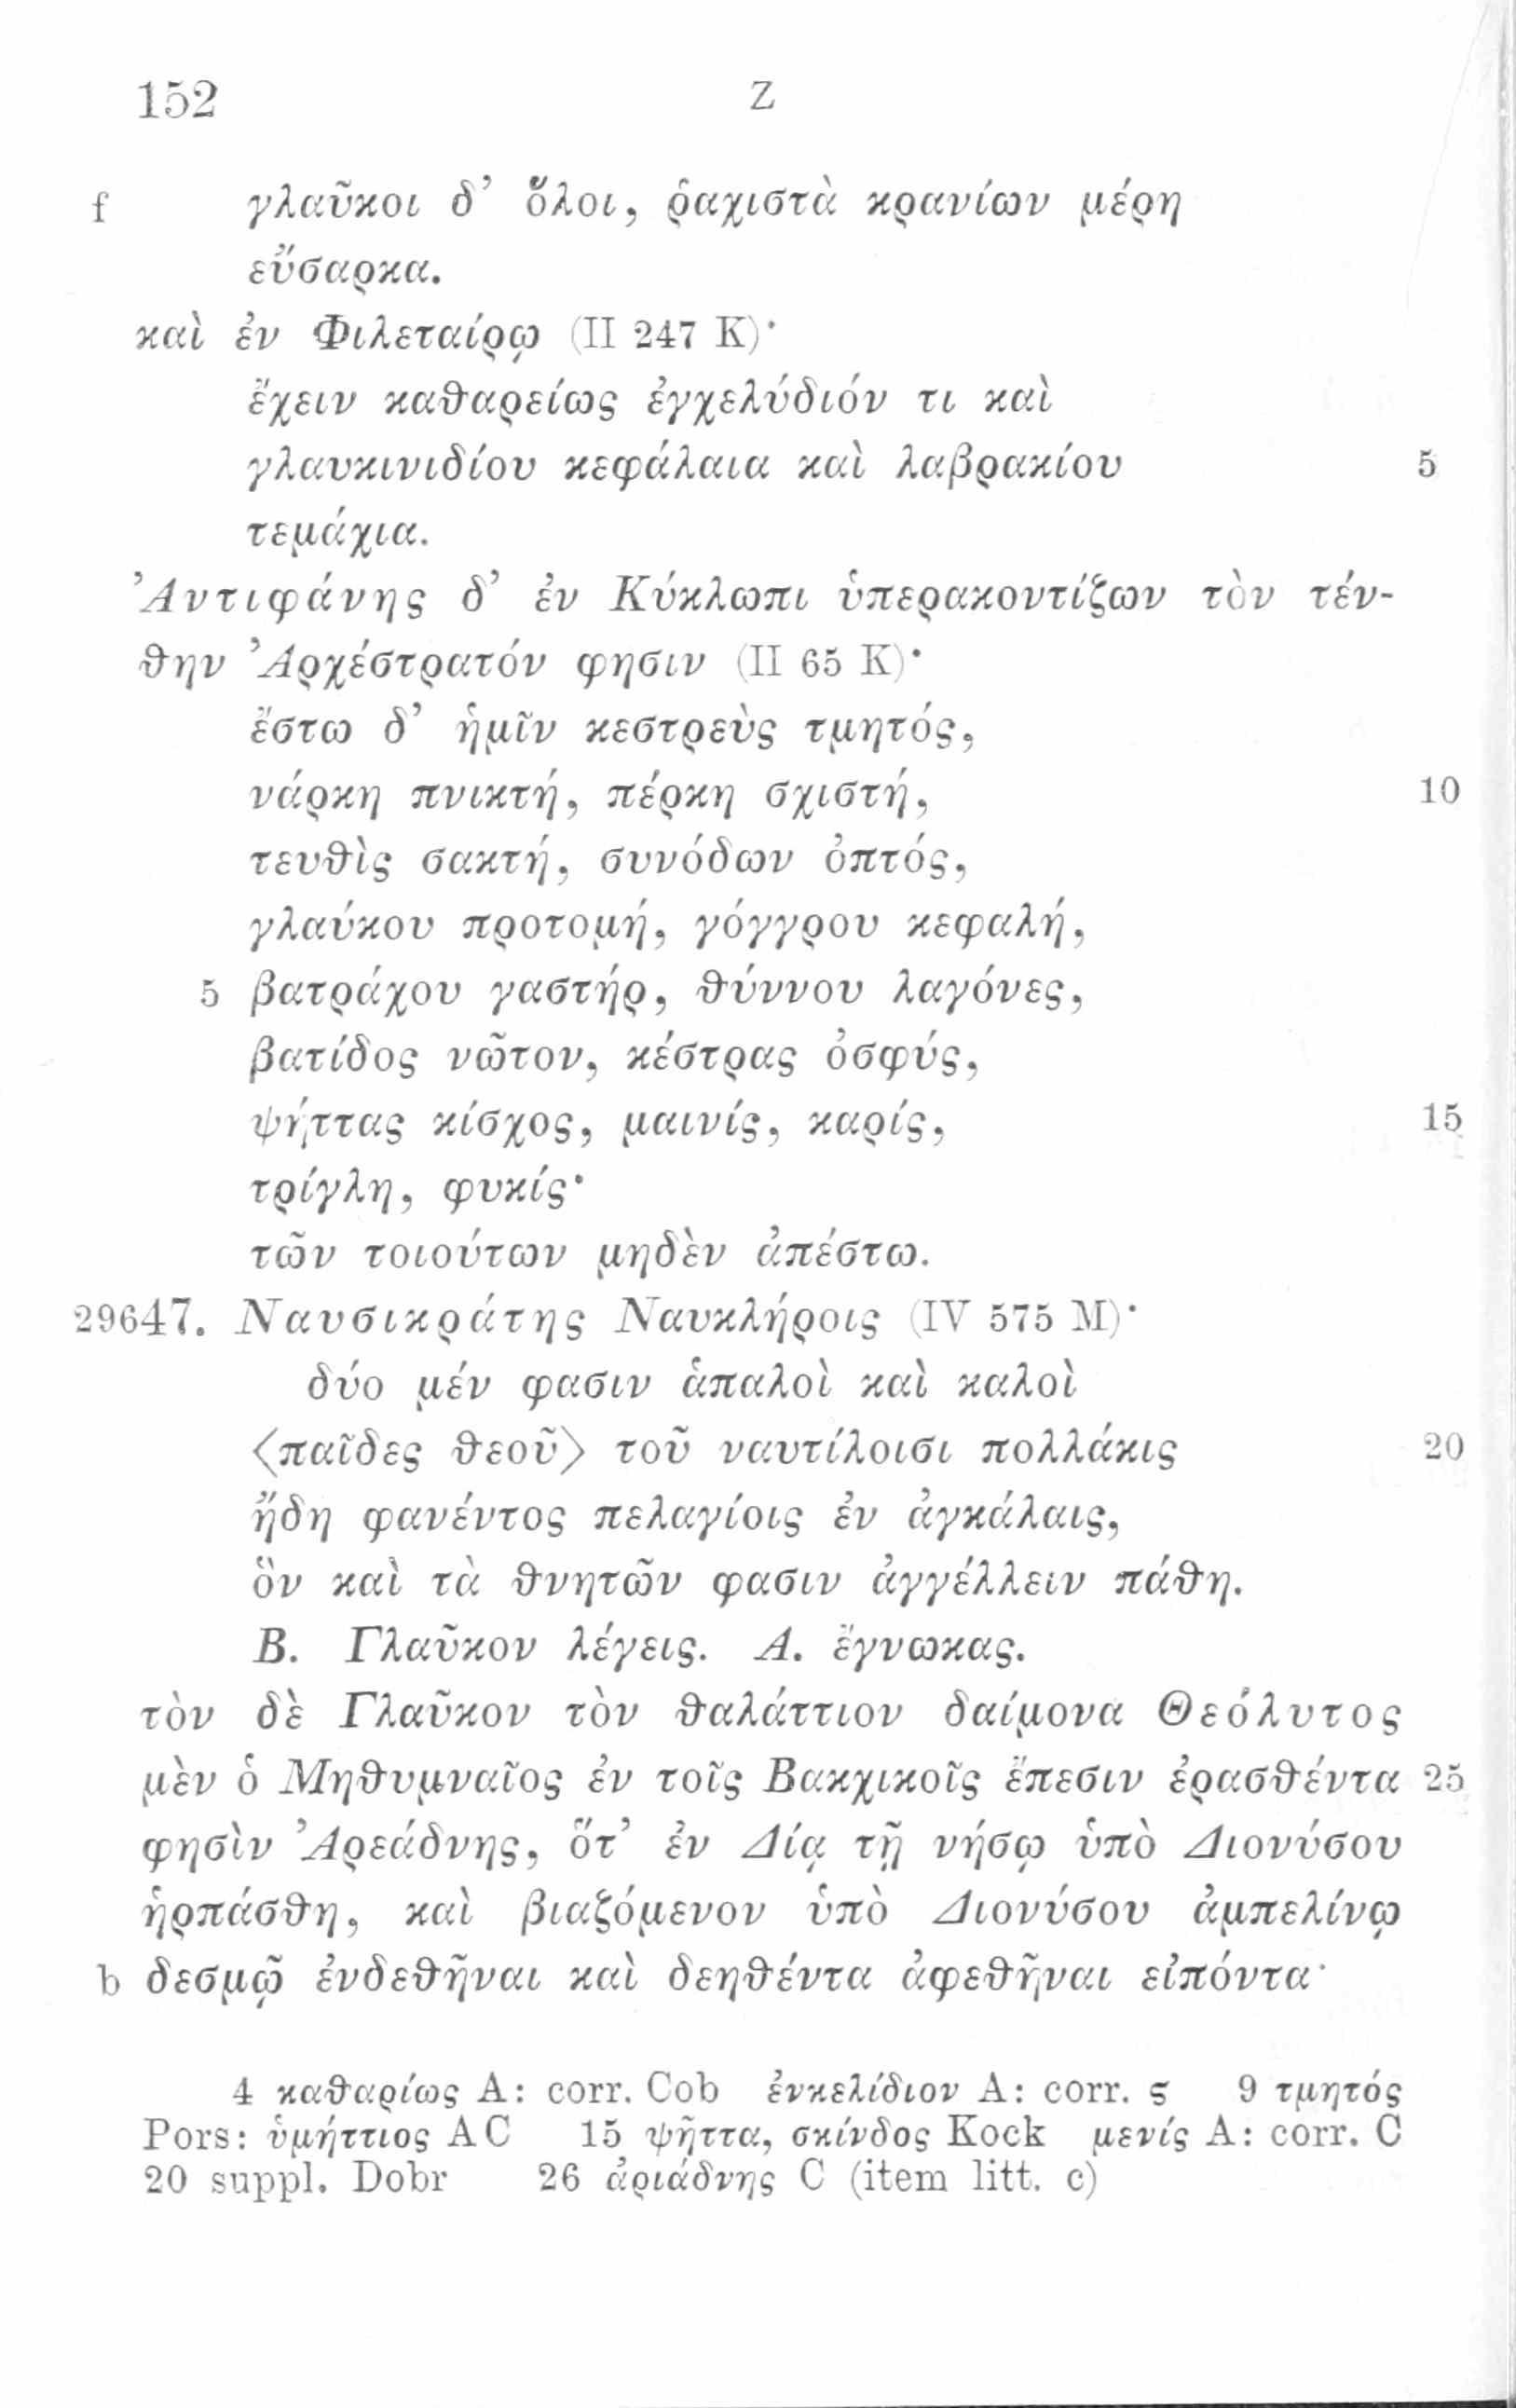 152 Z
f γλαῦκοι δ’ ὅλοι, ῥαχιστὰ κρανίων μέρη
εὔσαρκα.
καὶ ἐν Φιλεταίρῳ (II 247 K)·
ἔχειν καθαρείως ἐγχελύδιόν τι καὶ
γλαυκινιδίου κεφάλαια καὶ λαβρακίου 5
τεμάχια.
Ἀντιφάνης δ’ ἐν Κύκλωπι ὑπερακοντίζων τὸν τέν-
θην Ἀρχέστρατόν φησιν (II 65 K)·
ἔστω δ’ ἡμῖν κεστρεὺς τμητός,
νάρκη πνικτή, πέρκη σχιστή, 10
τευθὶς σακτή, συνόδων ὀπτός,
γλαύκου προτομή, γόγγρου κεφαλή,
5 βατράχου γαστήρ, θύννου λαγόνες,
βατίδος νῶτον, κέστρας ὀσφύς,
ψήττας κίσχος, μαινίς, καρίς, 15
τρίγλη, φυκίς·
τῶν τοιούτων μηδὲν ἀπέστω.
296 47. Ναυσικράτης Ναυκλήροις (IV 575 M)·
δύο μέν φασιν ἁπαλοὶ καὶ καλοὶ
⟨παῖδες θεοῦ⟩ τοῦ ναυτίλοισι πολλάκις 20
ἤδη φανέντος πελαγίοις ἐν ἀγκάλαις,
ὃν καὶ τὰ θνητῶν φασιν ἀγγέλλειν πάθη.
B. Γλαῦκον λέγεις. A. ἔγνωκας.
τὸν δὲ Γλαῦκον τὸν θαλάττιον δαίμονα Θεόλυτος
μὲν ὁ Μηθυμναῖος ἐν τοῖς Βακχικοῖς ἔπεσιν ἐρασθέντα 25
φησὶν Ἀρεάδνης, ὅτ’ ἐν Δίᾳ τῇ νήσῳ ὑπὸ Διονύσου
ἡρπάσθη, καὶ βιαζόμενον ὑπὸ Διονύσου ἀμπελίνῳ
b δεσμῷ ἐνδεθῆναι καὶ δεηθέντα ἀφεθῆναι εἰπόντα·
4 καθαρίως A: corr. Cob ἐνκελίδιον A: corr. ς 9 τμητός
Pors: ὑμήττιος AC 15 ψῆττα, σκίνδος Kock μενίς A: corr. C
20 suppl. Dobr 26 ἀριάδνης C (item litt. c)